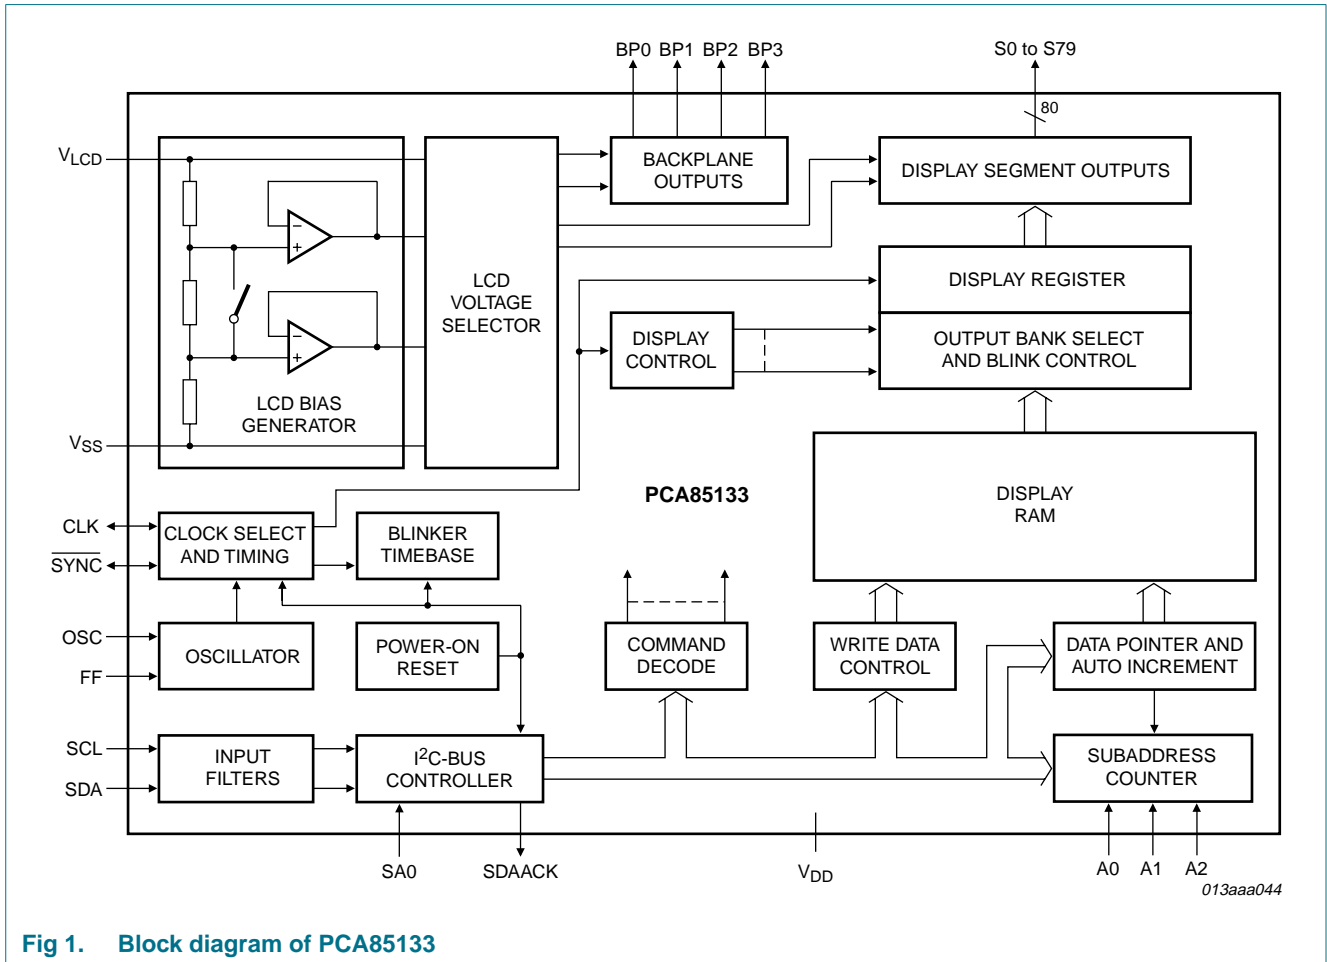 BP0 BP1 BP2 BP3
S0 to S79
80
VLCD
BACKPLANE
OUTPUTS
DISPLAY SEGMENT OUTPUTS
−
+
LCD
VOLTAGE
SELECTOR
DISPLAY REGISTER
DISPLAY
CONTROL
OUTPUT BANK SELECT
AND BLINK CONTROL
−
+
LCD BIAS
GENERATOR
VSS
PCA85133
DISPLAY
RAM
CLK
SYNC
CLOCK SELECT
AND TIMING
BLINKER
TIMEBASE
OSC
FF
OSCILLATOR
POWER-ON
RESET
COMMAND
DECODE
WRITE DATA
CONTROL
DATA POINTER AND
AUTO INCREMENT
SCL
SDA
INPUT
FILTERS
I2C-BUS
CONTROLLER
SUBADDRESS
COUNTER
SA0
SDAACK
VDD
A0 A1 A2
013aaa044
Fig 1. Block diagram of PCA85133